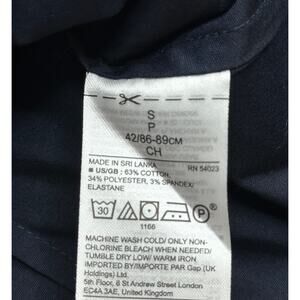 S
P
42/86-89CM
CH
MADE IN SRI LANKA
RN 54023
■ US/GB : 63% COTTON,
34% POLYESTER, 3% SPANDEX/
ELASTANE
30
P
1166
MACHINE WASH COLD/ ONLY NON-
CHLORINE BLEACH WHEN NEEDED/
TUMBLE DRY LOW/ WARM IRON
IMPORTED BY/IMPORTE PAR Gap (UK
Holdings) Ltd.
5th Floor, 6 St Andrew Street London
EC4A 3AE, United Kingdom